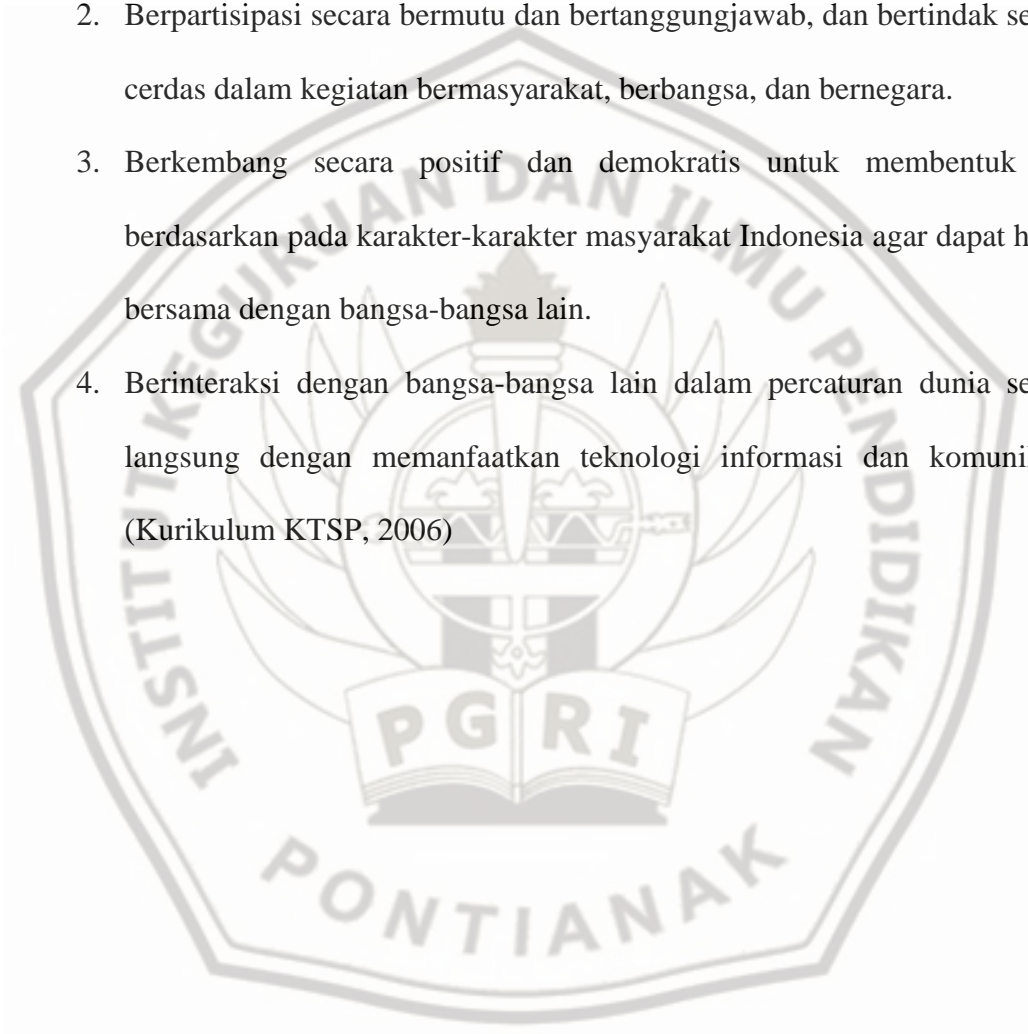 2. Berpartisipasi secara bermutu dan bertanggungjawab, dan bertindak
cerdas dalam kegiatan bermasyarakat, berbangsa, dan bernegara.
3. Berkembang secara positif dan demokratis untuk membentuk
berdasarkan pada karakter-karakter masyarakat Indonesia agar dapat
bersama dengan bangsa-bangsa lain.
4. Berinteraksi dengan bangsa-bangsa lain dalam percaturan dunia
langsung dengan memanfaatkan teknologi informasi dan
(Kurikulum KTSP, 2006)
INSTITUT KEGURUAN DAN ILMU PENDIDIKAN
PGRI
PONTIANAK